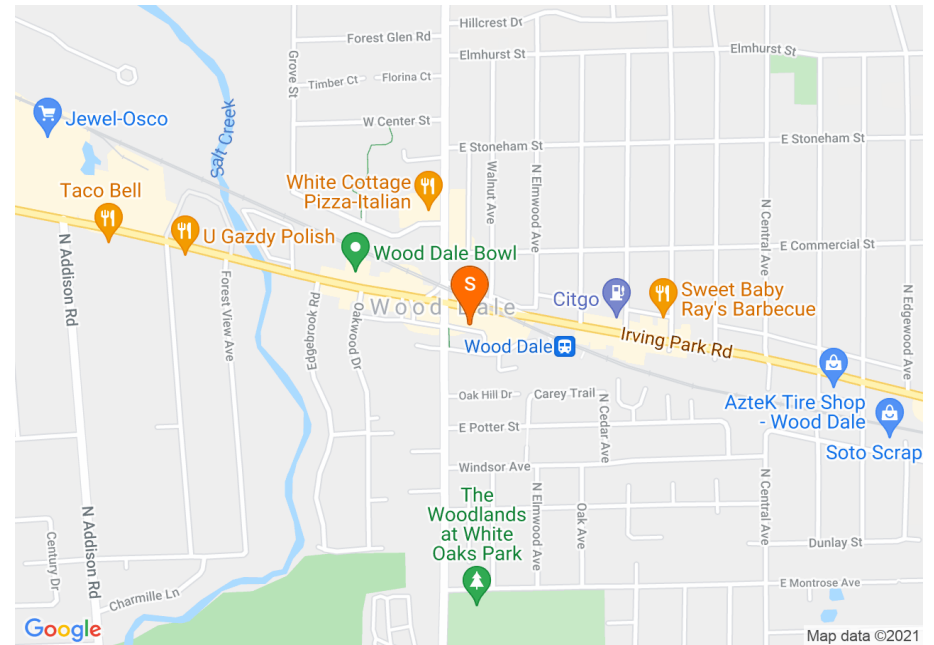 Hillcrest Dr
Forest Glen Rd
Elmhurst St
Elmhurst St
Grove St
Timber Ct
Florina Ct
Jewel-Osco
W Center St
Salt Creek
E Stoneham St
E Stoneham St
White Cottage
Pizza-Italian
Taco Bell
Walnut Ave
N Elmwood Ave
N Central Ave
N Addison Rd
U Gazdy Polish
Wood Dale Bowl
E Commercial St
S
Forest View Ave
Edgebrook Rd
Oakwood Dr
Wood Dale
Citgo
Sweet Baby
Ray's Barbecue
N Edgewood Ave
Irving Park Rd
Wood Dale
Oak Hill Dr
Carey Trail
N Cedar Ave
AzteK Tire Shop
- Wood Dale
E Potter St
Soto Scrap
Windsor Ave
N Elmwood Ave
Oak Ave
N Central Ave
The
Woodlands
at White
Oaks Park
N Addison Rd
Century Dr
Dunlay St
Charmille Ln
E Montrose Ave
Google
Map data ©2021